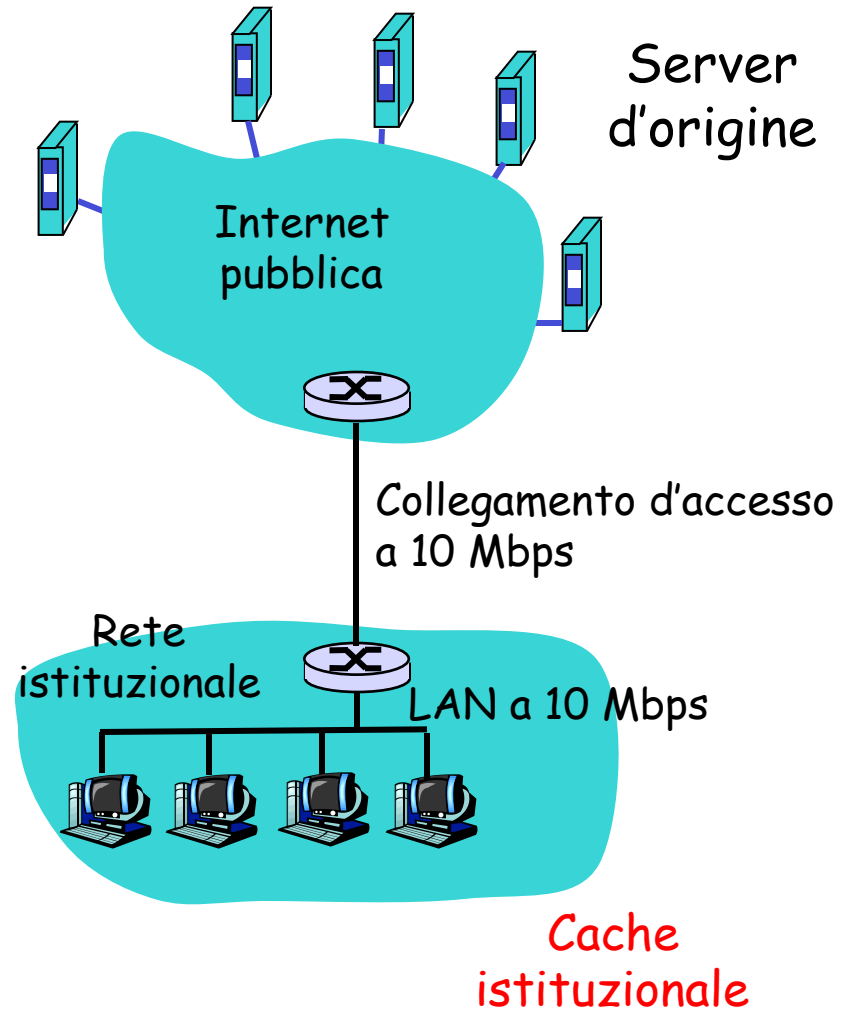 Server
d'origine
Internet
pubblica
Collegamento d'accesso
a 10 Mbps
Rete
istituzionale
LAN a 10 Mbps
Cache
istituzionale